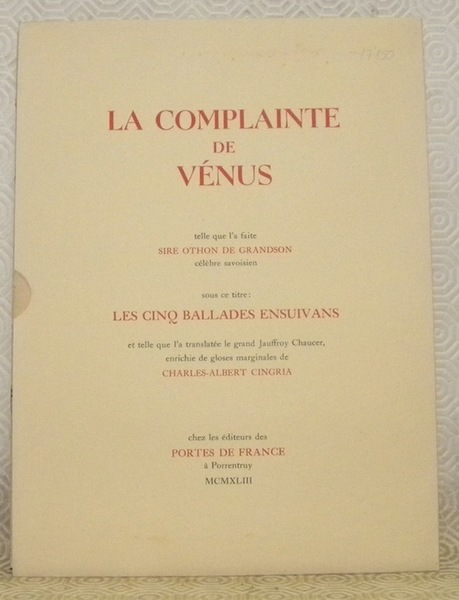 LA COMPLAINTE
DE
VÉNUS
telle que l'a faite
SIRE OTHON DE GRANDSON
célèbre savoisien
sous ce titre:
LES CINQ BALLADES ENSUIVANS
et telle que l'a translatée le grand Jauffroy Chaucer,
enrichie de gloses marginales de
CHARLES-ALBERT CINGRIA
chez les éditeurs des
PORTES DE FRANCE
à Porrentruy
MCMXLIII